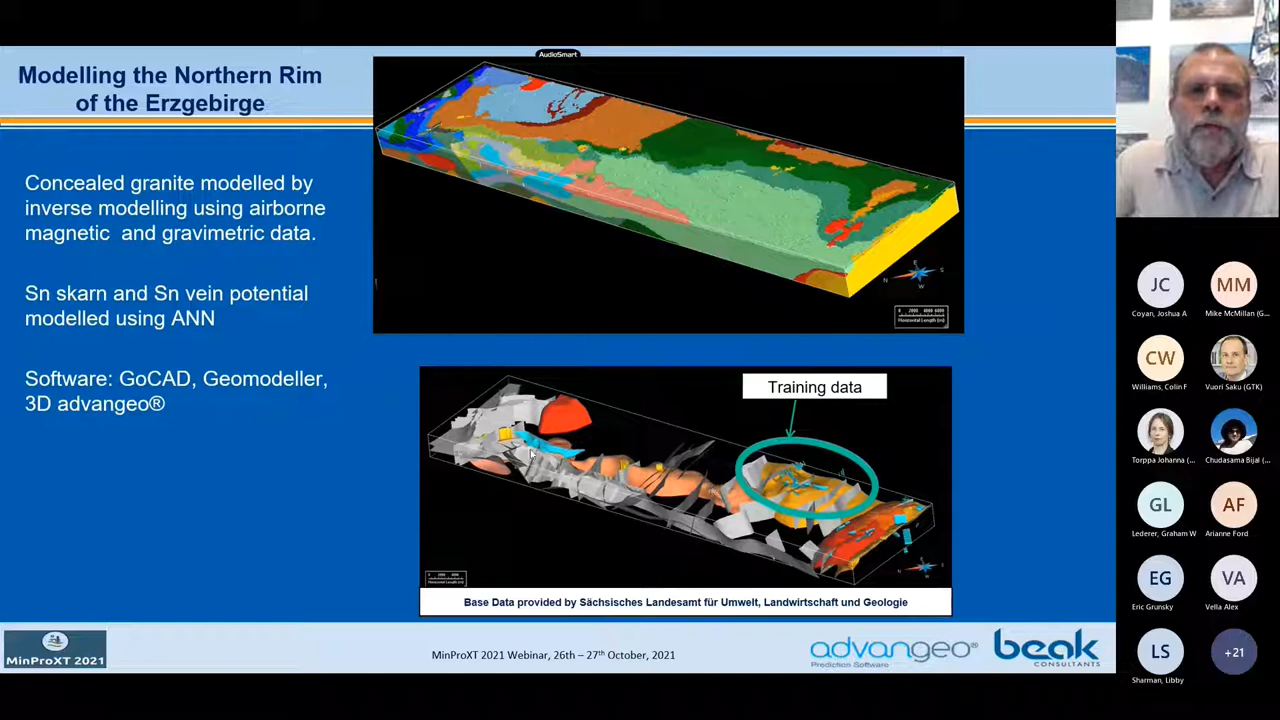 AudioSmart
Modelling the Northern Rim
of the Erzgebirge
Concealed granite modelled by
inverse modelling using airborne
magnetic and gravimetric data.
Sn skarn and Sn vein potential
modelled using ANN
Software: GoCAD, Geomodeller,
3D advangeo®
E
N
S
W
Horizontal Length (m)
Training data
Horizontal Length (m)
Base Data provided by Sächsisches Landesamt für Umwelt, Landwirtschaft und Geologie
MinProXT 2021
MinProXT 2021 Webinar, 26th – 27th October, 2021
advangeo®
Prediction Software
beak
CONSULTANTS
JC
MM
Coyan, Joshua A
Mike McMillan (G...
CW
Williams, Colin F
Vuori Saku (GTK)
Torppa Johanna (...
Chudasama Bijal (...
GL
AF
Lederer, Graham W
Arianne Ford
EG
VA
Eric Grunsky
Vella Alex
LS
+21
Sharman, Libby